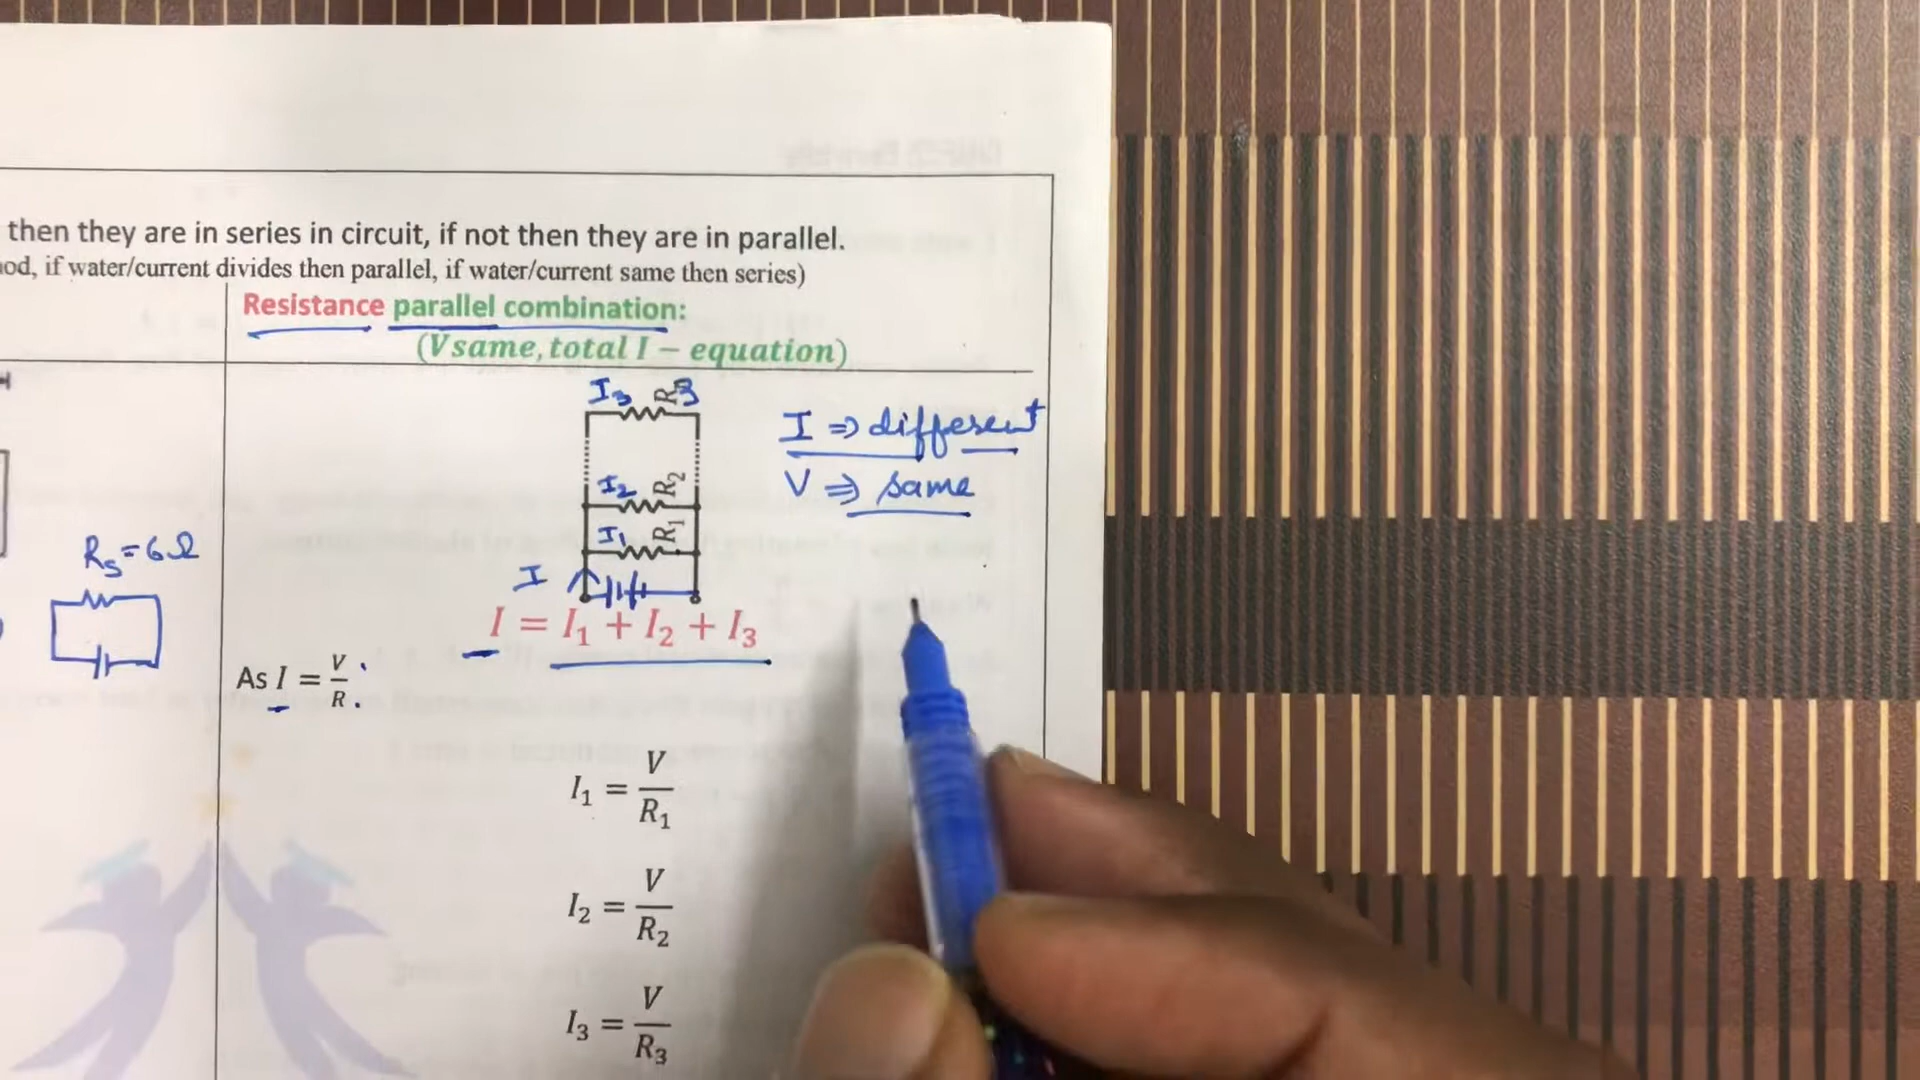 then they are in series in circuit, if not then they are in parallel.
od, if water/current divides then parallel, if water/current same then series)
Resistance parallel combination:
(V same, total I − equation)
I3 R3
I ⇒ different
I2 R2
V ⇒ same
I1 R1
Rs = 6Ω
I
I = I1 + I2 + I3
As I = V/R
I1 = V/R1
I2 = V/R2
I3 = V/R3